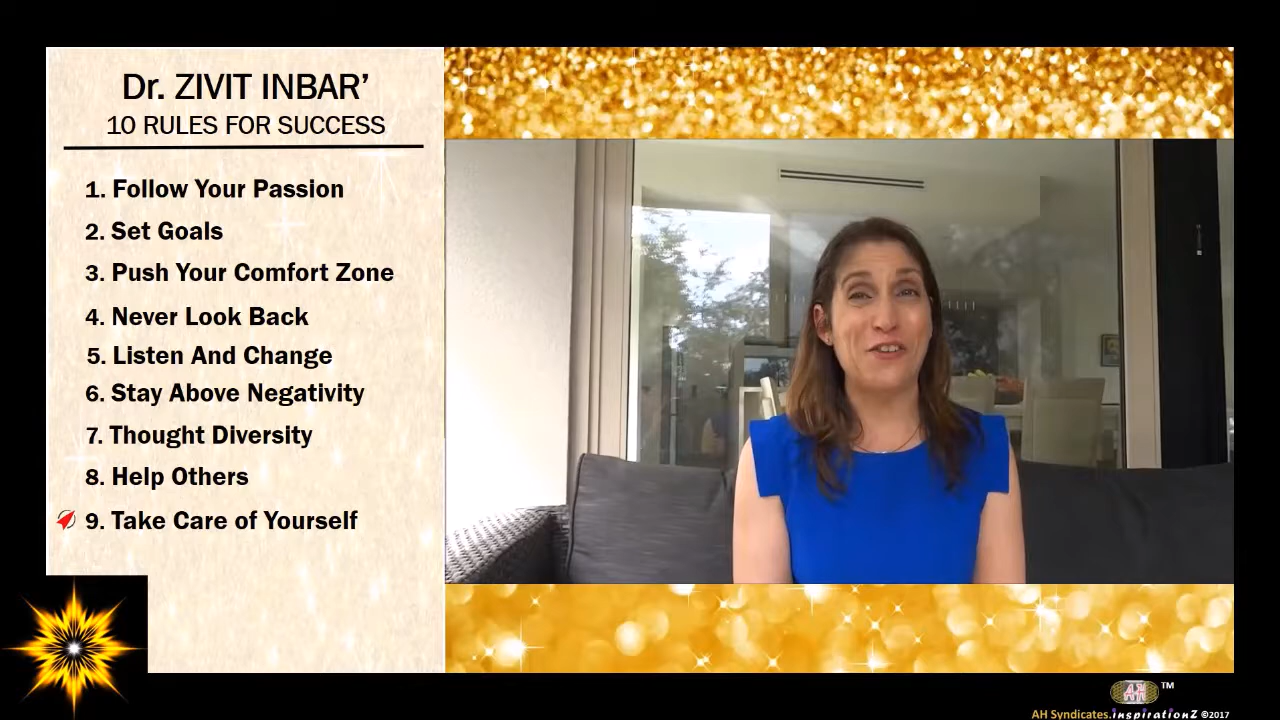 Dr. ZIVIT INBAR’
10 RULES FOR SUCCESS
1. Follow Your Passion
2. Set Goals
3. Push Your Comfort Zone
4. Never Look Back
5. Listen And Change
6. Stay Above Negativity
7. Thought Diversity
8. Help Others
9. Take Care of Yourself
AH TM
AH Syndicates.inspirationZ ©2017